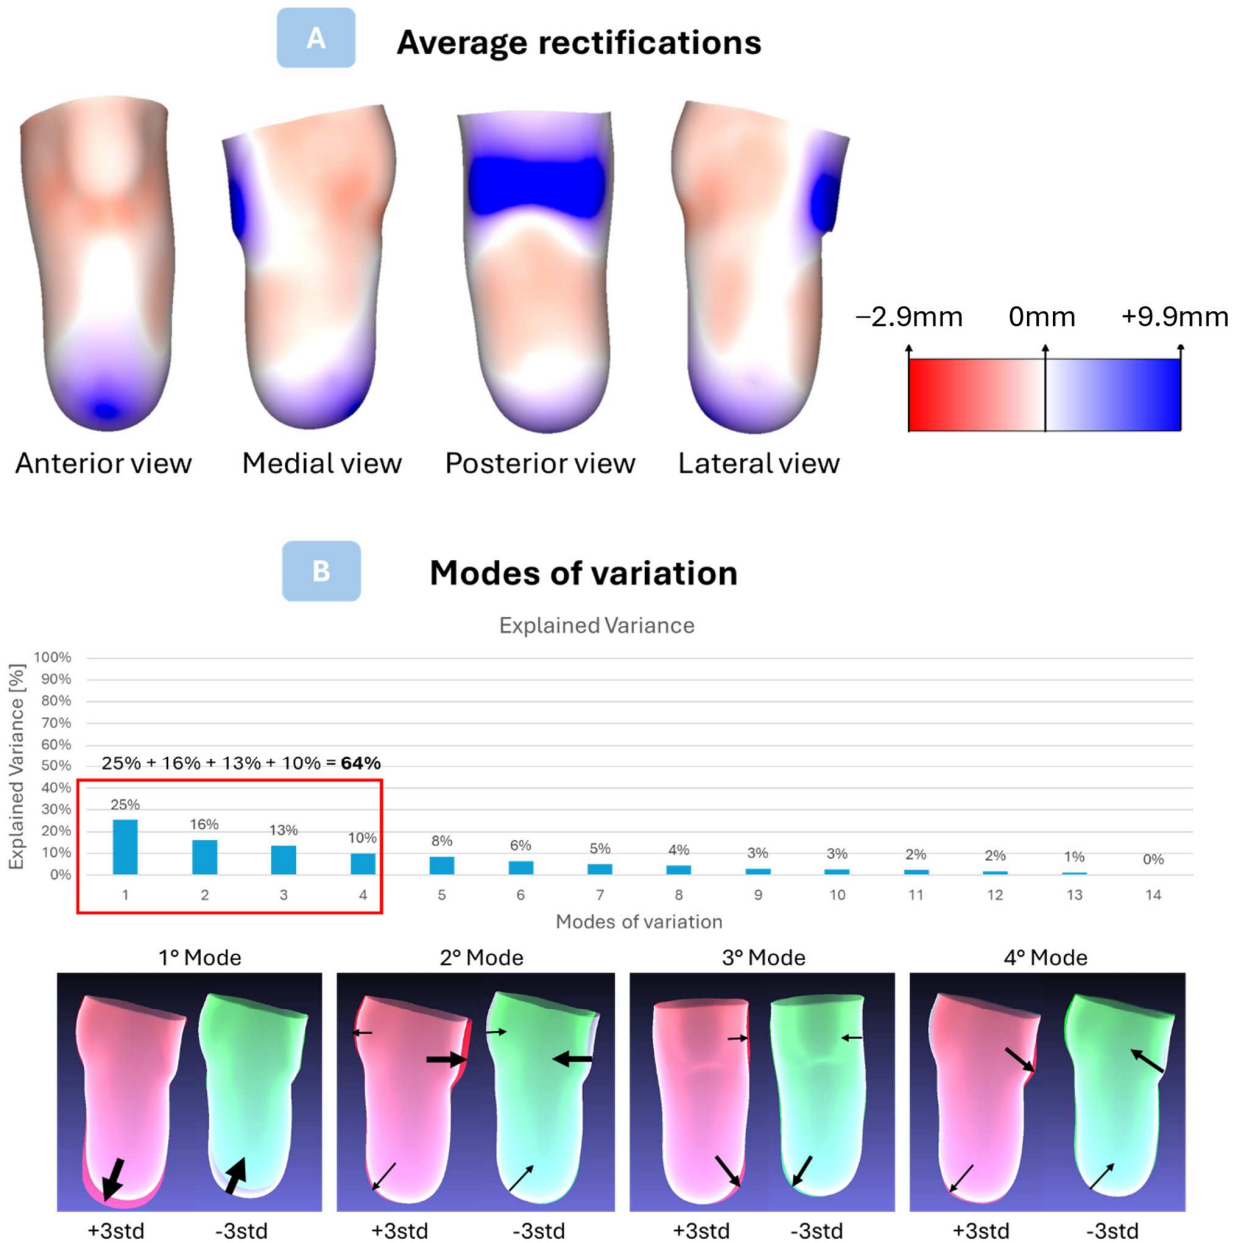 A
Average rectifications
−2.9mm 0mm +9.9mm
Anterior view Medial view Posterior view Lateral view
B
Modes of variation
Explained Variance
Explained Variance [%]
100%
90%
80%
70%
60%
50%
40%
30%
20%
10%
0%
25% + 16% + 13% + 10% = 64%
25% 16% 13% 10% 8% 6% 5% 4% 3% 3% 2% 2% 1% 0%
1 2 3 4 5 6 7 8 9 10 11 12 13 14
Modes of variation
1° Mode 2° Mode 3° Mode 4° Mode
+3std -3std +3std -3std +3std -3std +3std -3std